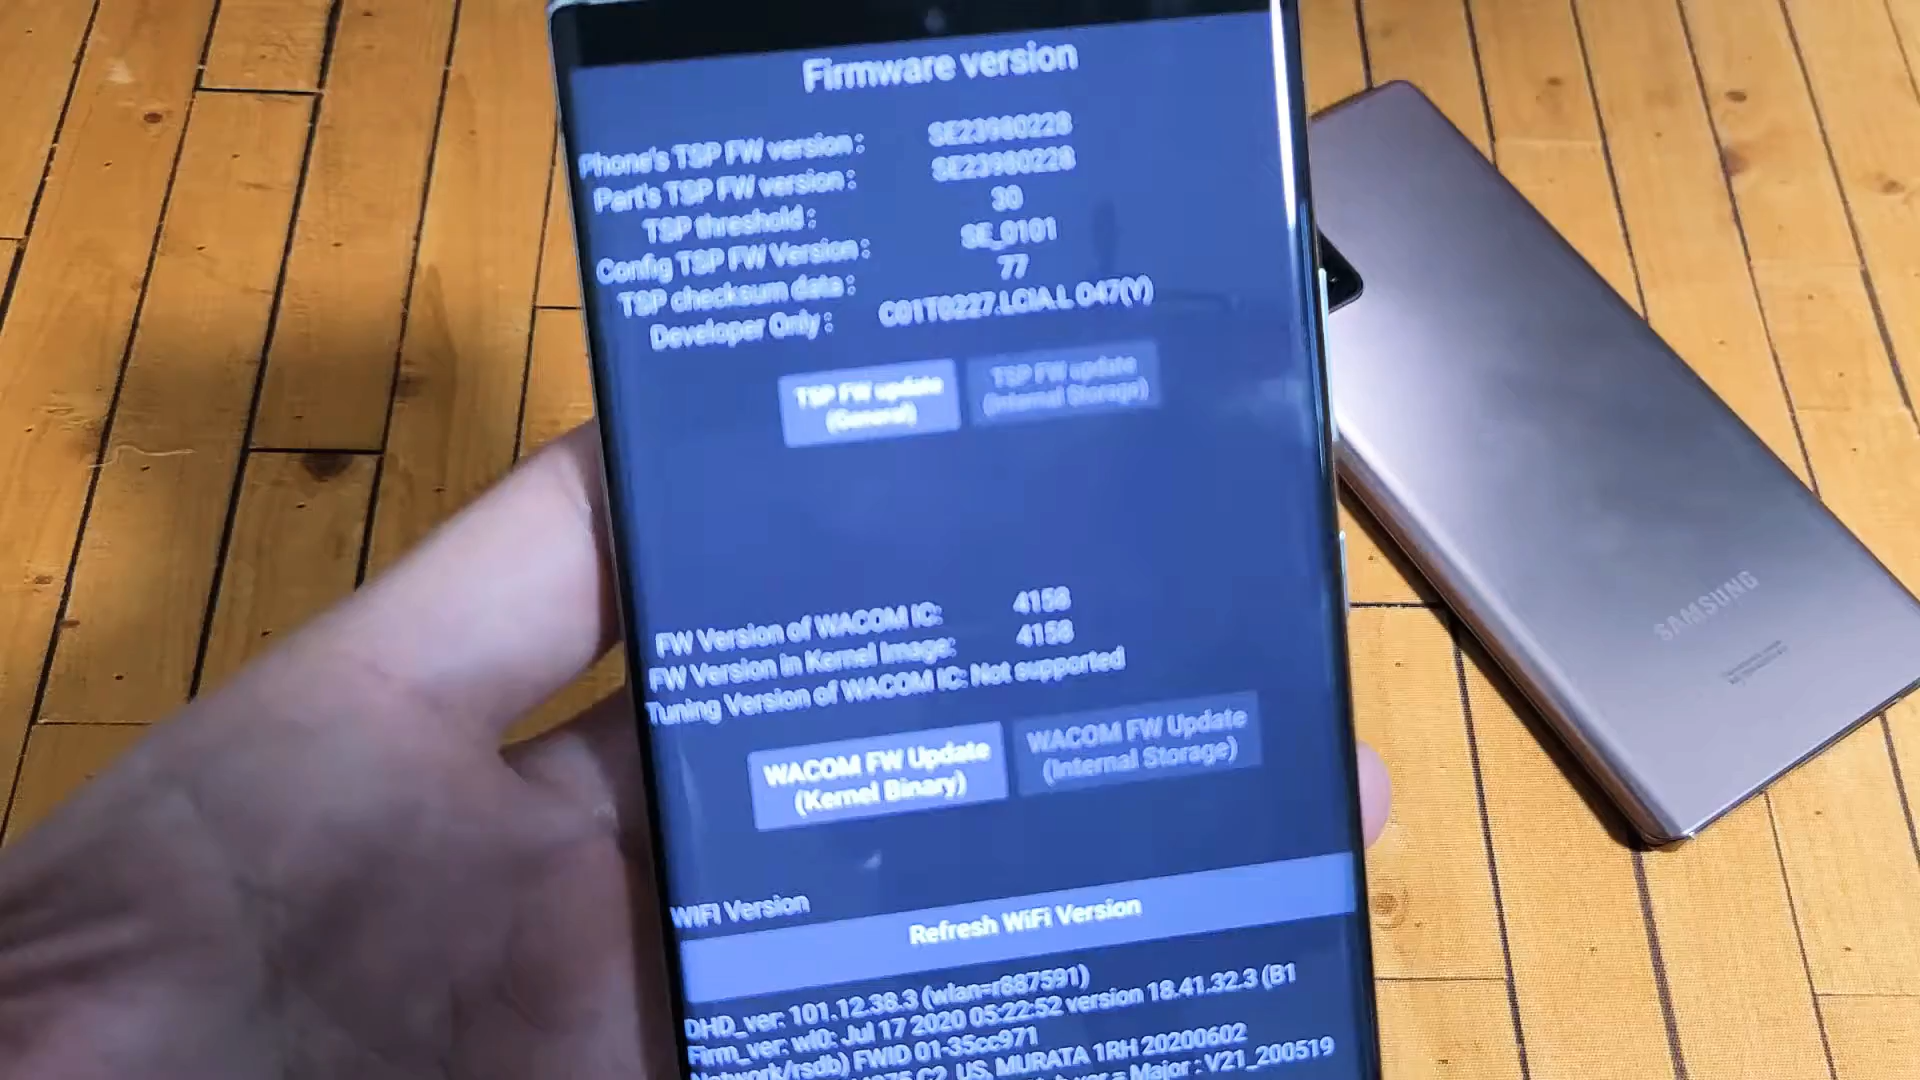 Firmware version
Phone's TSP FW version : SE23980228
Part's TSP FW version : SE23980228
TSP threshold : 30
Config TSP FW Version : SE_0101
TSP checksum data : 77
Developer Only : C01T0227.LCIA.L O47(Y)
TSP FW update
(General)
TSP FW update
(Internal Storage)
FW Version of WACOM IC: 4158
FW Version in Kernel Image: 4158
Tuning Version of WACOM IC: Not supported
WACOM FW Update
(Kernel Binary)
WACOM FW Update
(Internal Storage)
WIFI Version
Refresh WiFi Version
DHD_ver: 101.12.38.3 (wlan=r887591)
Firm_ver: wl0: Jul 17 2020 05:22:52 version 18.41.32.3 (B1
Network/rsdb) FWID 01-35cc971
C2, US, MURATA 1RH 20200602
= Major : V21_200519
SAMSUNG